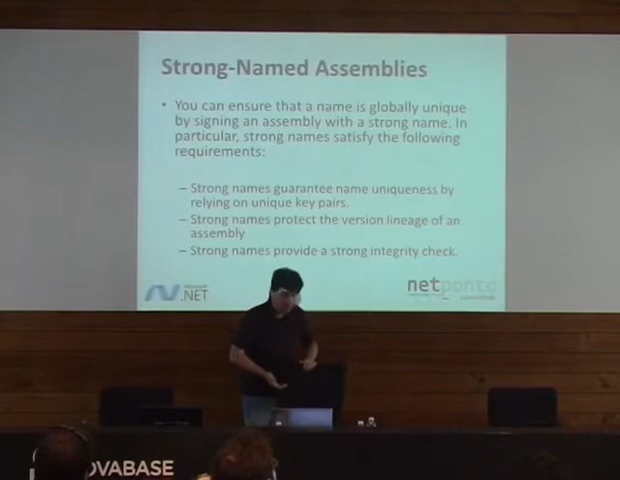 Strong-Named Assemblies
• You can ensure that a name is globally unique
by signing an assembly with a strong name. In
particular, strong names satisfy the following
requirements:
– Strong names guarantee name uniqueness by
relying on unique key pairs.
– Strong names protect the version lineage of an
assembly
– Strong names provide a strong integrity check.
.NET
netponto
OVABASE